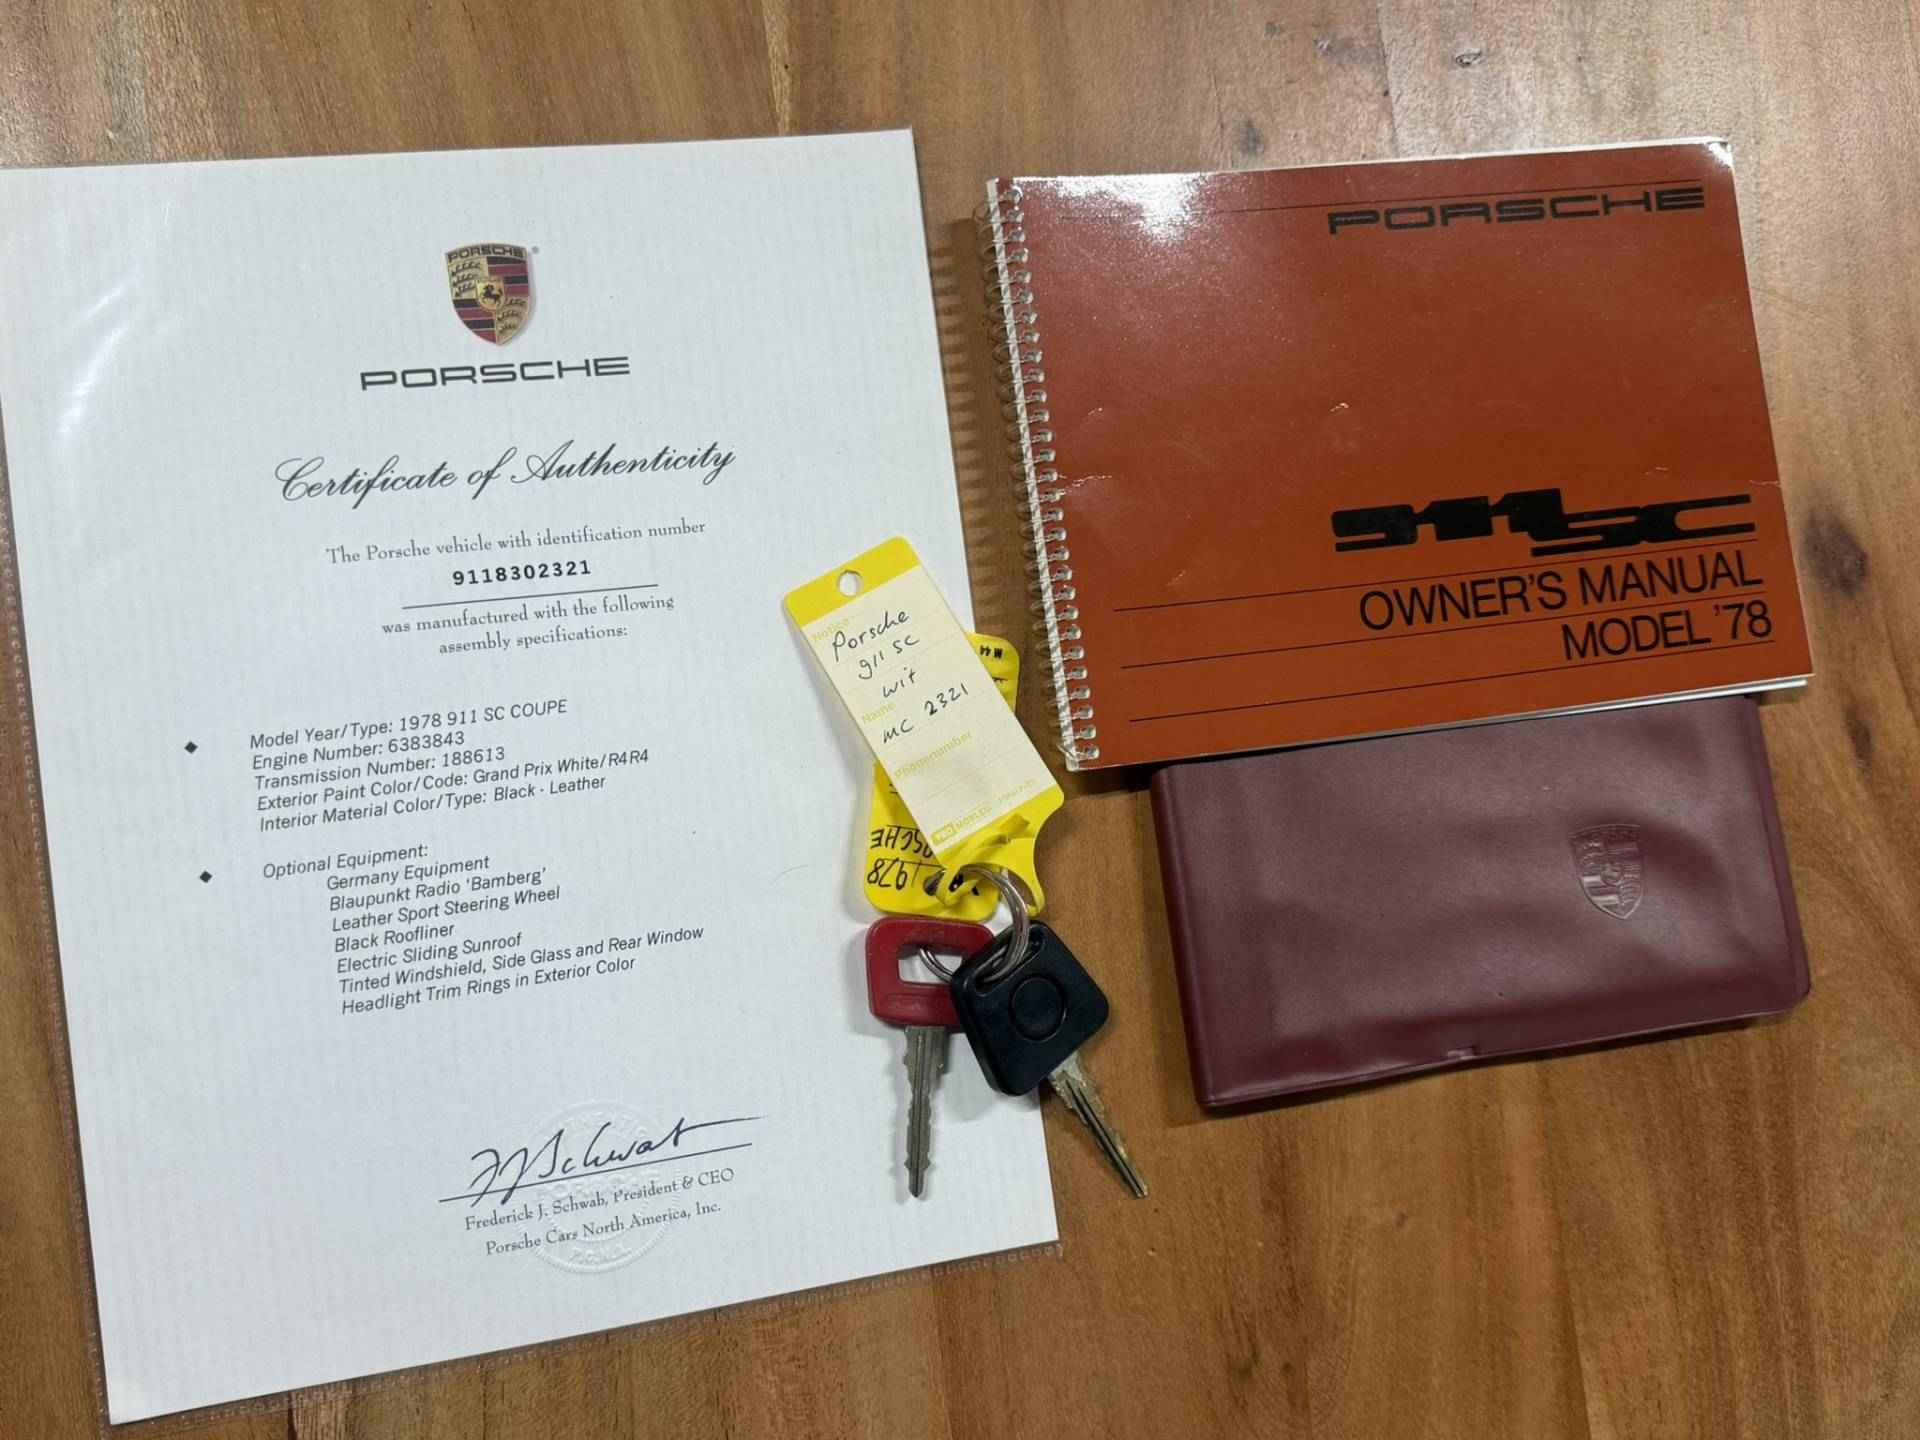 PORSCHE
PORSCHE
Certificate of Authenticity
The Porsche vehicle with identification number
9118302321
was manufactured with the following
assembly specifications:
Model Year/Type: 1978 911 SC COUPE
Engine Number: 6383843
Transmission Number: 188613
Exterior Paint Color/Code: Grand Prix White/R4R4
Interior Material Color/Type: Black - Leather
Optional Equipment:
Germany Equipment
Blaupunkt Radio 'Bamberg'
Leather Sport Steering Wheel
Black Roofliner
Electric Sliding Sunroof
Tinted Windshield, Side Glass and Rear Window
Headlight Trim Rings in Exterior Color
Frederick J. Schwab, President & CEO
Porsche Cars North America, Inc.
Notice
Porsche
911 SC
wit
Name
MC 2321
Phonenumber
1978
PORSCHE
911SC
OWNER'S MANUAL
MODEL '78